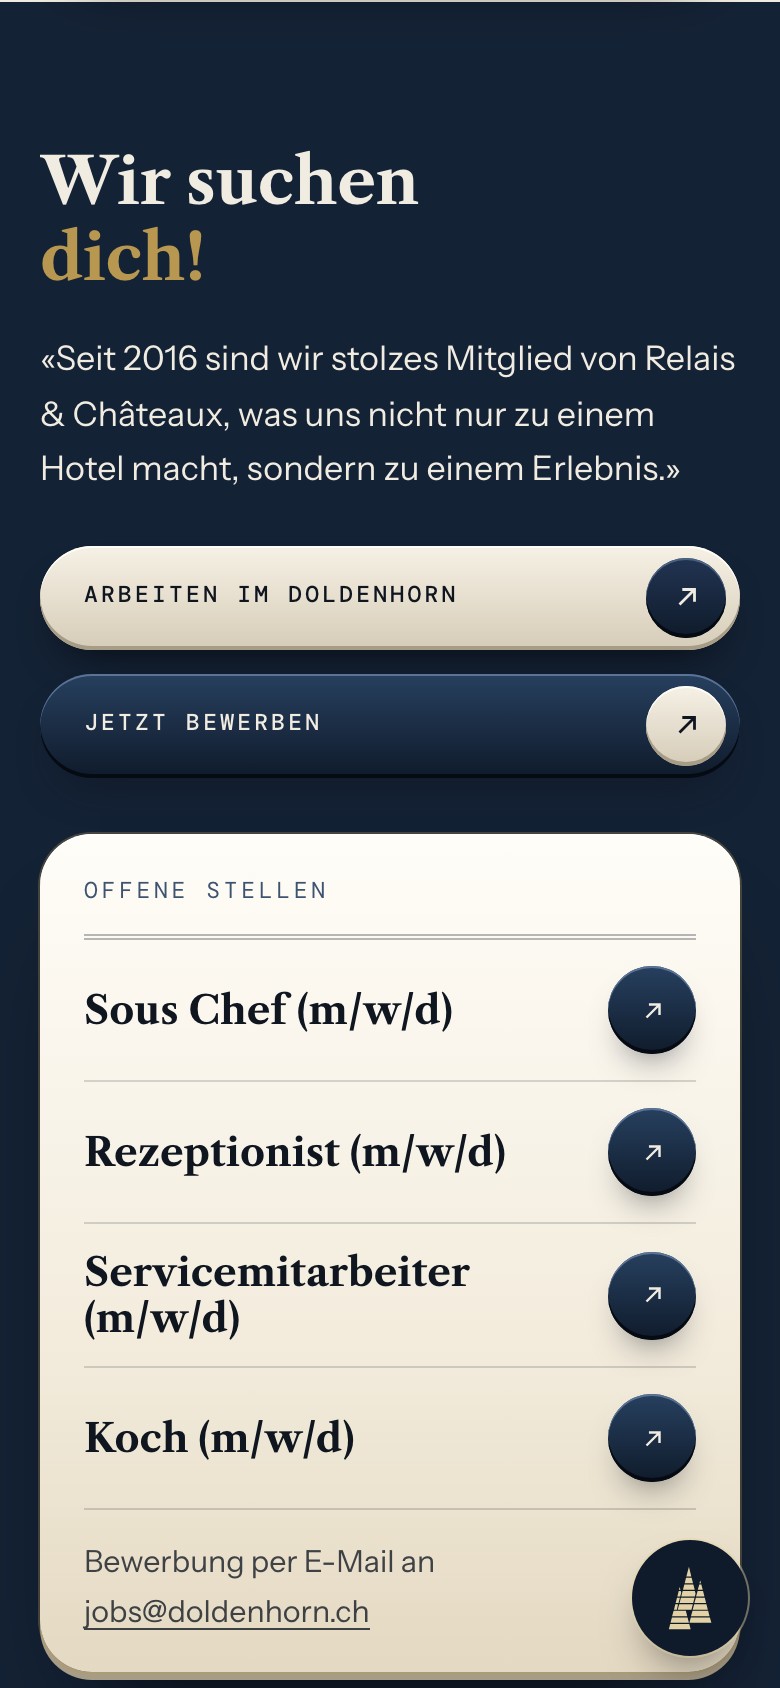 Wir suchen
dich!
«Seit 2016 sind wir stolzes Mitglied von Relais
& Châteaux, was uns nicht nur zu einem
Hotel macht, sondern zu einem Erlebnis.»
ARBEITEN IM DOLDENHORN
JETZT BEWERBEN
OFFENE STELLEN
Sous Chef (m/w/d)
Rezeptionist (m/w/d)
Servicemitarbeiter
(m/w/d)
Koch (m/w/d)
Bewerbung per E-Mail an
jobs@doldenhorn.ch